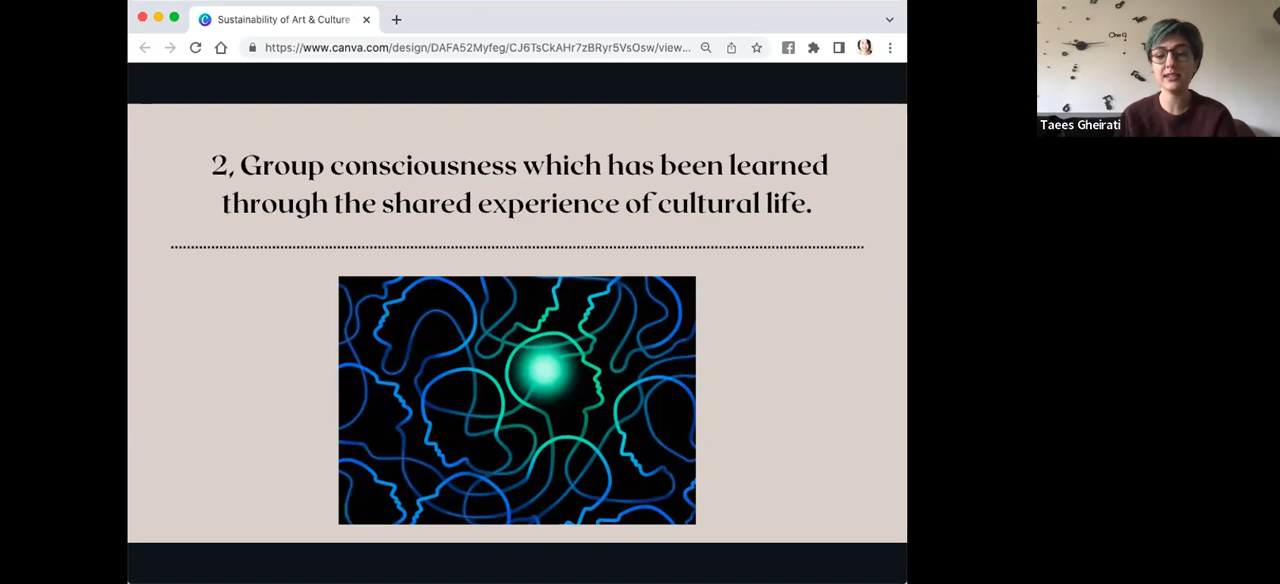 Sustainability of Art & Culture
https://www.canva.com/design/DAFA52Myfeg/CJ6TsCkAHr7zBRyr5VsOsw/view...
2, Group consciousness which has been learned
through the shared experience of cultural life.
Taees Gheirati